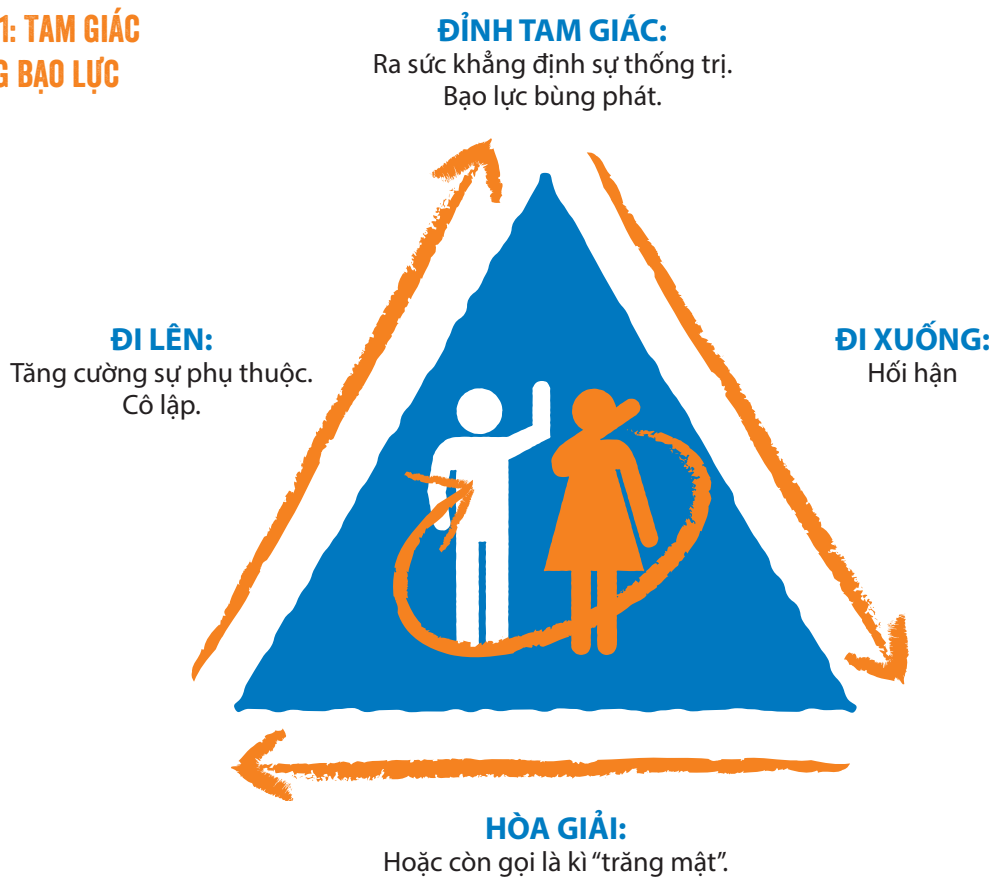 1: TAM GIÁC
BẠO LỰC
ĐỈNH TAM GIÁC:
Ra sức khẳng định sự thống trị.
Bạo lực bùng phát.
ĐI LÊN:
Tăng cường sự phụ thuộc.
Cô lập.
ĐI XUỐNG:
Hối hận
HÒA GIẢI:
Hoặc còn gọi là kì “trăng mật”.